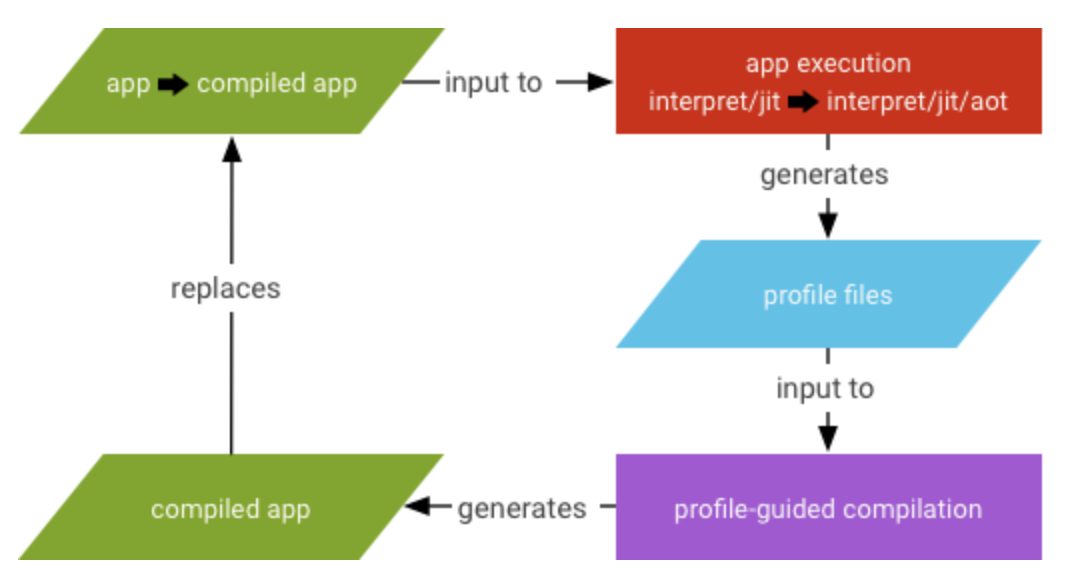 app ➡ compiled app
input to
app execution
interpret/jit ➡ interpret/jit/aot
generates
profile files
input to
profile-guided compilation
generates
compiled app
replaces